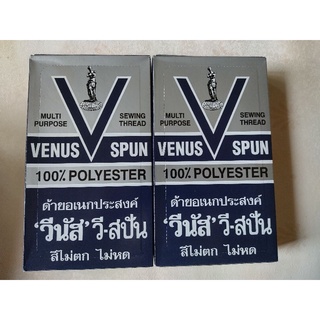 MULTI PURPOSE V SEWING THREAD
VENUS SPUN
100% POLYESTER
ด้ายอเนกประสงค์
'วีนัส' วี-สปัน
สีไม่ตก ไม่หด
MULTI PURPOSE V SEWING THREAD
VENUS SPUN
100% POLYESTER
ด้ายอเนกประสงค์
'วีนัส' วี-สปัน
สีไม่ตก ไม่หด